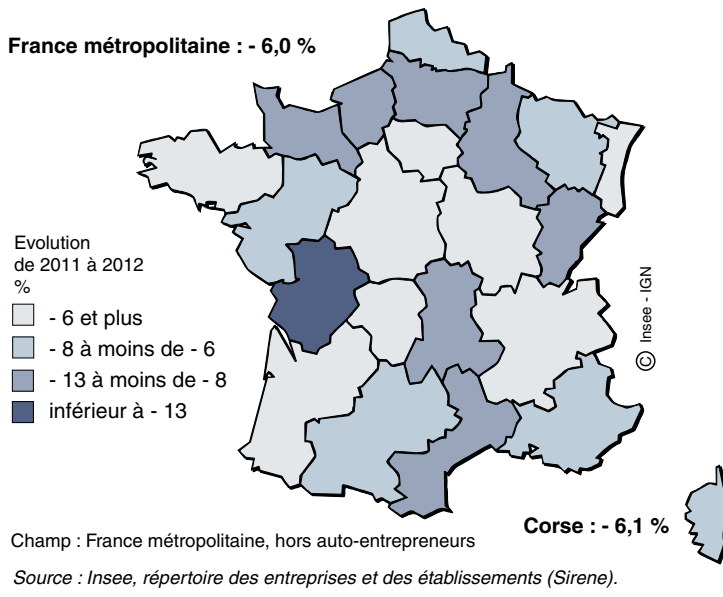 France métropolitaine : - 6,0 %
Evolution
de 2011 à 2012
%
- 6 et plus
- 8 à moins de - 6
- 13 à moins de - 8
inférieur à - 13
© Insee - IGN
Corse : - 6,1 %
Champ : France métropolitaine, hors auto-entrepreneurs
Source : Insee, répertoire des entreprises et des établissements (Sirene).